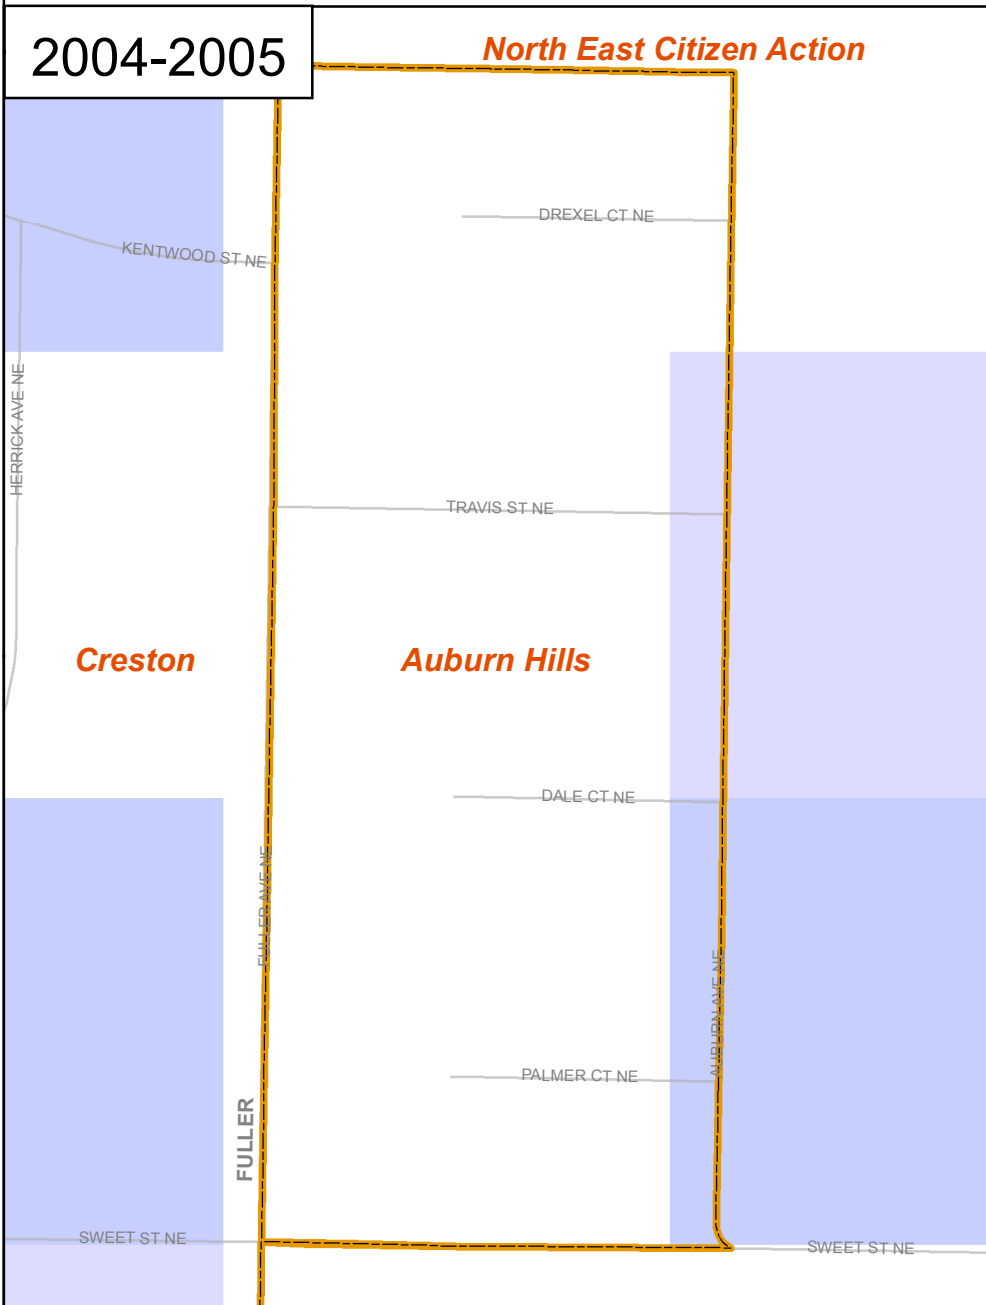 2004-2005
North East Citizen Action
DREXEL CT NE
KENTWOOD ST NE
HERRICK AVE NE
TRAVIS ST NE
Creston
Auburn Hills
DALE CT NE
FULLER AVE NE
AUBURN AVE NE
PALMER CT NE
FULLER
SWEET ST NE
SWEET ST NE